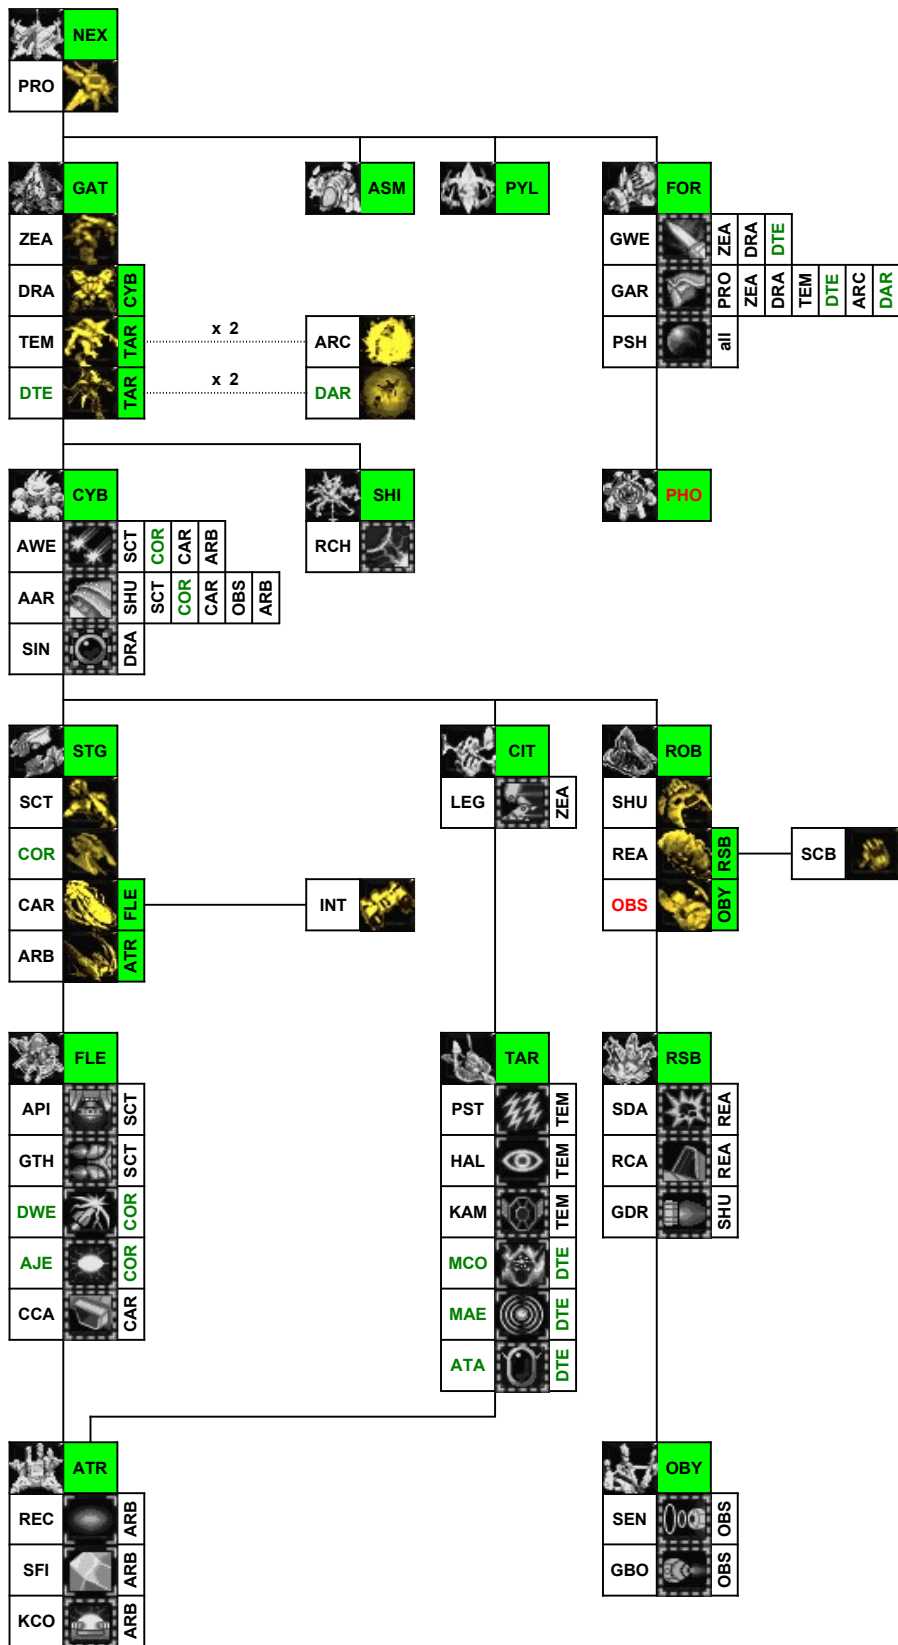 NEX
PRO
GAT ASM PYL FOR
ZEA GWE ZEA DRA DTE
DRA CYB GAR PRO ZEA DRA TEM DTE ARC DAR
TEM TAR x 2 ARC PSH all
DTE TAR x 2 DAR
CYB SHI PHO
AWE SCT COR CAR ARB RCH
AAR SHU SCT COR CAR OBS ARB
SIN DRA
STG CIT ROB
SCT LEG ZEA SHU
COR REA RSB SCB
CAR FLE INT OBS OBY
ARB ATR
FLE TAR RSB
API SCT PST TEM SDA REA
GTH SCT HAL TEM RCA REA
DWE COR KAM TEM GDR SHU
AJE COR MCO DTE
CCA CAR MAE DTE
ATA DTE
ATR OBY
REC ARB SEN OBS
SFI ARB GBO OBS
KCO ARB